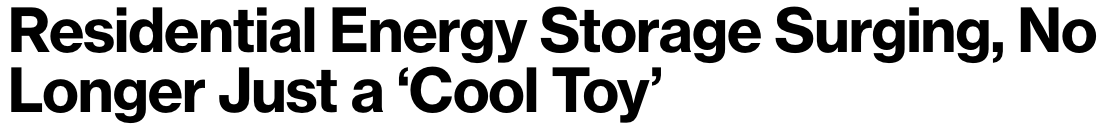 Residential Energy Storage Surging, No
Longer Just a ‘Cool Toy’